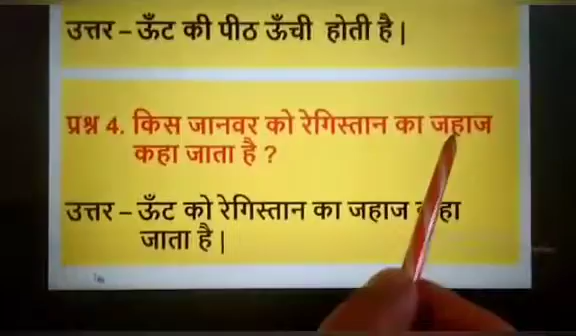 उत्तर – ऊँट की पीठ ऊँची होती है |
प्रश्न 4. किस जानवर को रेगिस्तान का जहाज
कहा जाता है ?
उत्तर – ऊँट को रेगिस्तान का जहाज
जाता है |